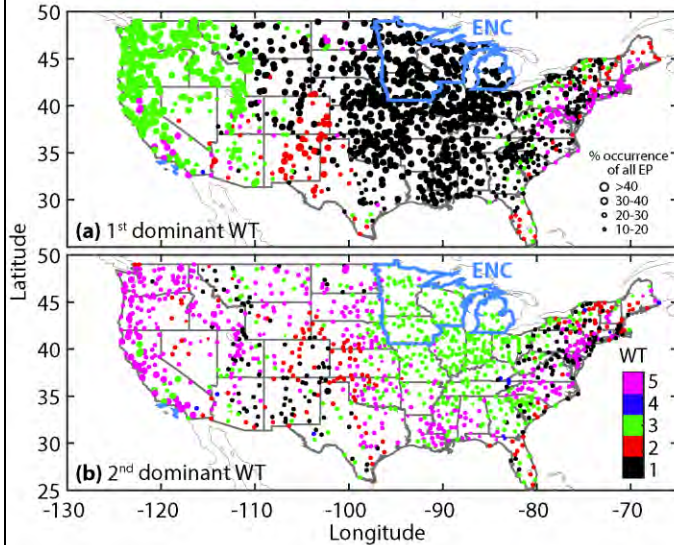 50
45
40
35
30
ENC
% occurrence
of all EP
>40
30-40
20-30
10-20
(a) 1st dominant WT
Latitude
50
45
40
35
30
25
ENC
WT
5
4
3
2
1
(b) 2nd dominant WT
-130 -120 -110 -100 -90 -80 -70
Longitude